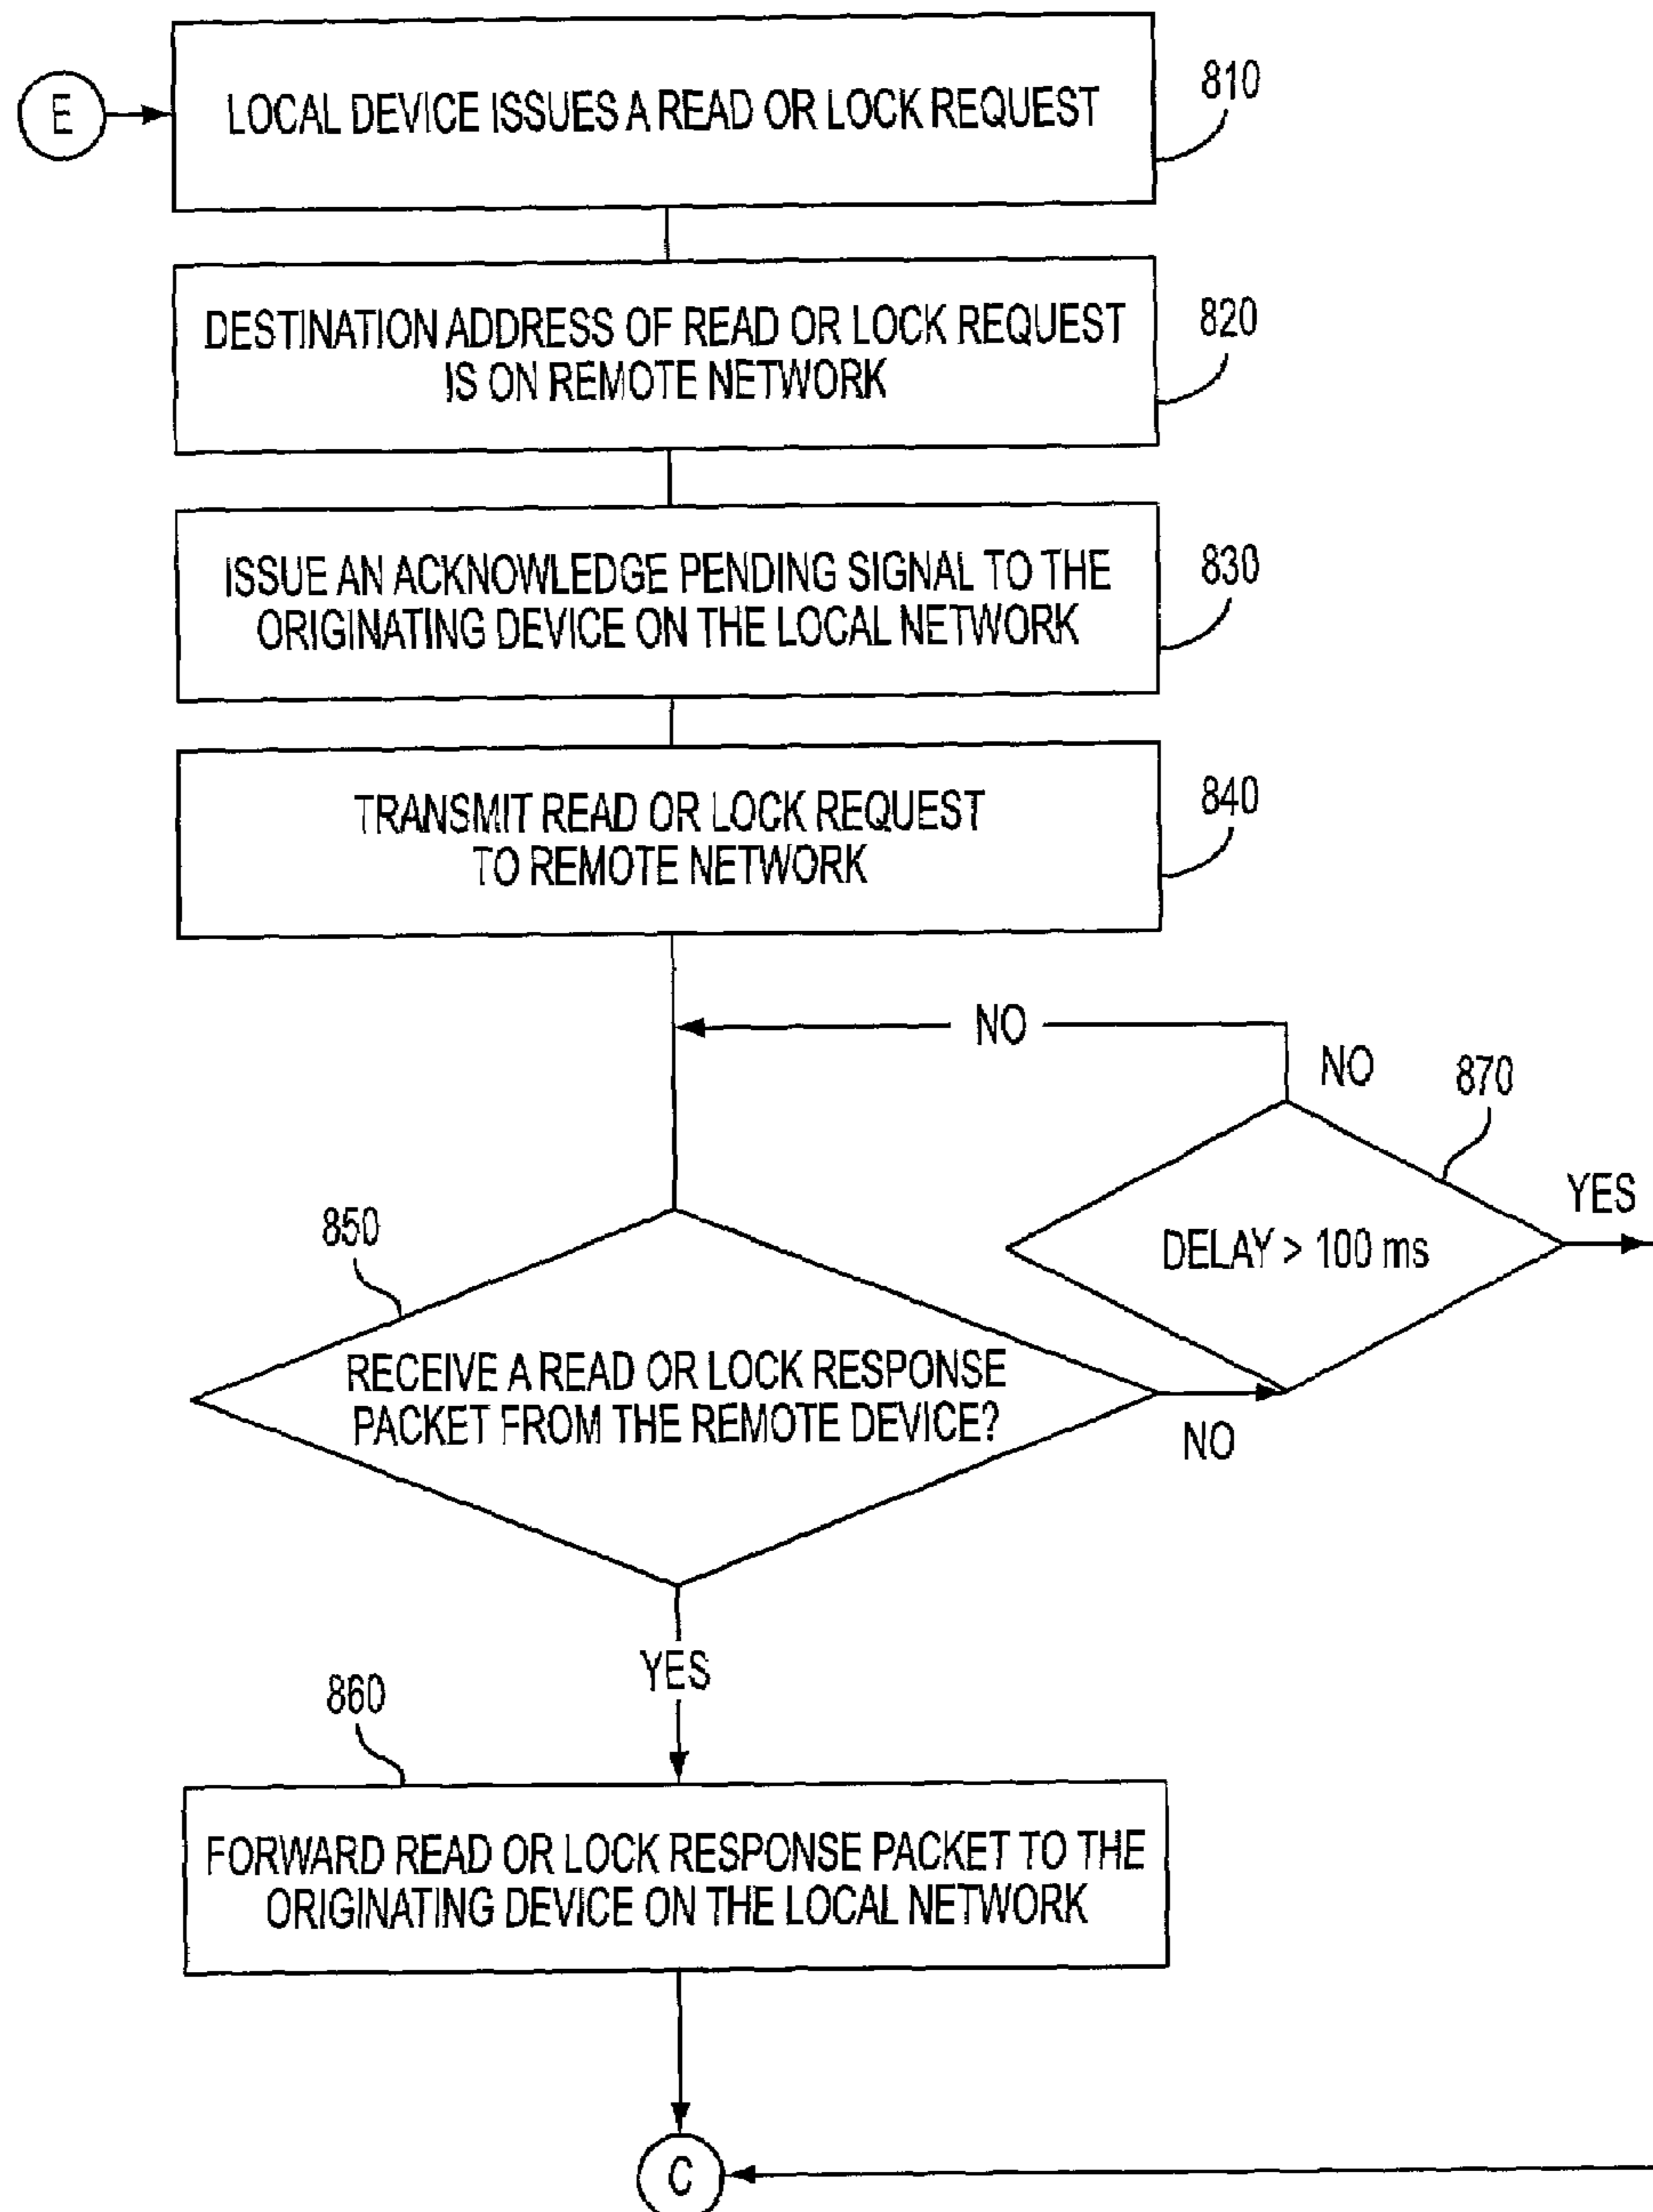 E
LOCAL DEVICE ISSUES A READ OR LOCK REQUEST
810
DESTINATION ADDRESS OF READ OR LOCK REQUEST
IS ON REMOTE NETWORK
820
ISSUE AN ACKNOWLEDGE PENDING SIGNAL TO THE
ORIGINATING DEVICE ON THE LOCAL NETWORK
830
TRANSMIT READ OR LOCK REQUEST
TO REMOTE NETWORK
840
NO
NO
870
YES
DELAY > 100 ms
850
RECEIVE A READ OR LOCK RESPONSE
PACKET FROM THE REMOTE DEVICE?
NO
YES
860
FORWARD READ OR LOCK RESPONSE PACKET TO THE
ORIGINATING DEVICE ON THE LOCAL NETWORK
C